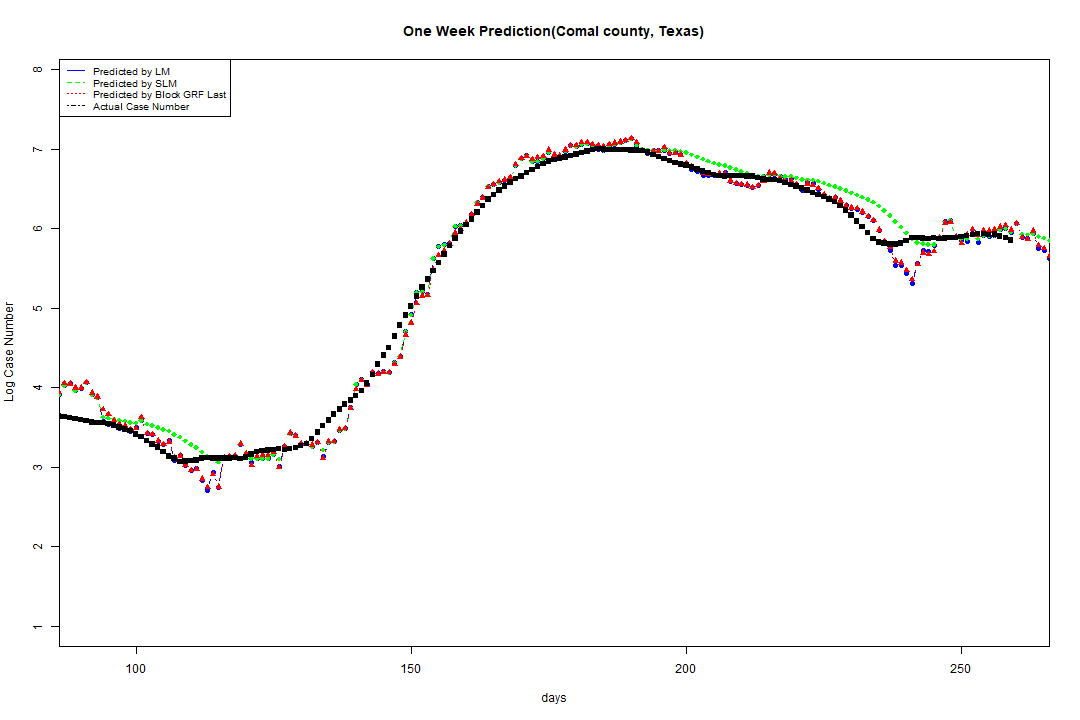 One Week Prediction(Comal county, Texas)
Predicted by LM
Predicted by SLM
Predicted by Block GRF Last
Actual Case Number
8
7
6
5
4
3
2
1
Log Case Number
100
150
200
250
days